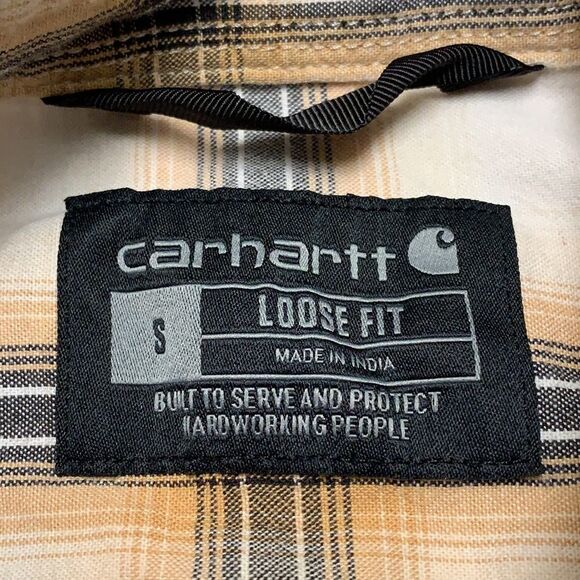 carhartt
S LOOSE FIT
MADE IN INDIA
BUILT TO SERVE AND PROTECT
HARDWORKING PEOPLE